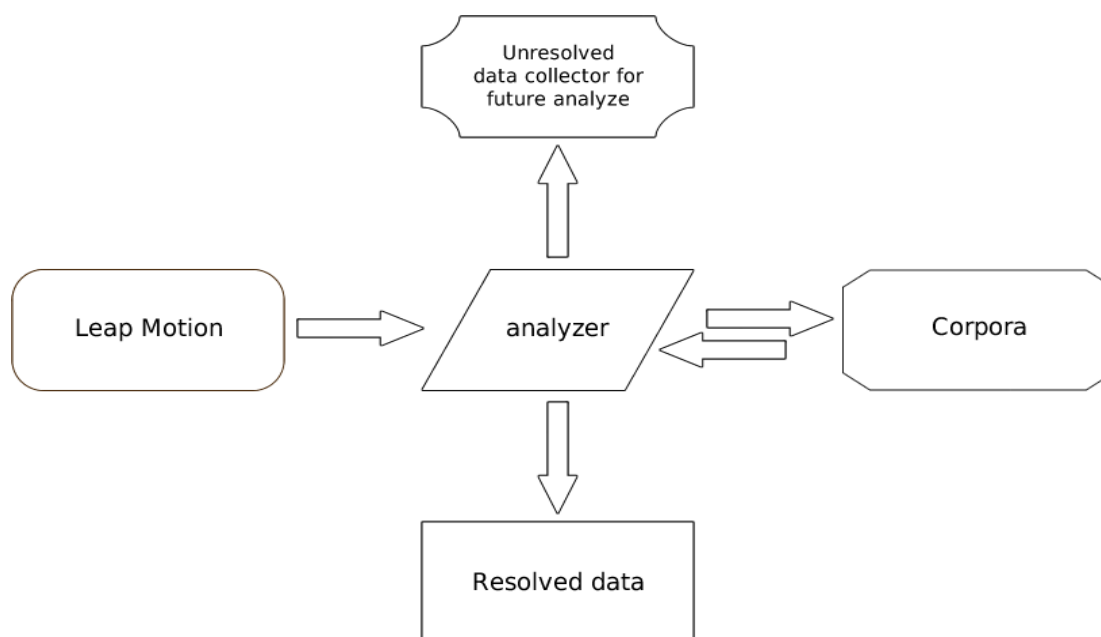 Unresolved
data collector for
future analyze
Leap Motion
analyzer
Corpora
Resolved data